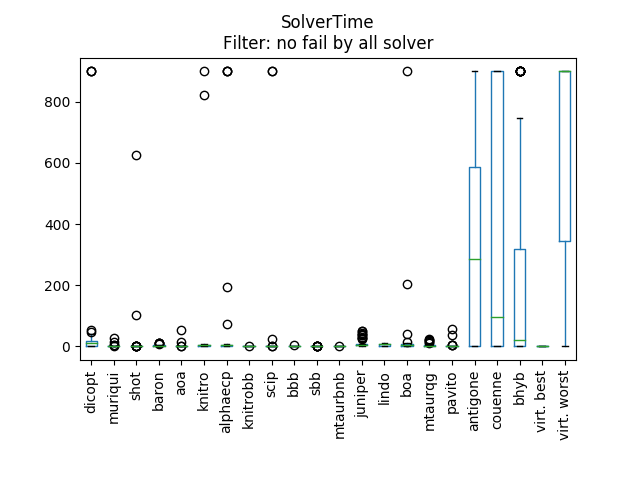 SolverTime
Filter: no fail by all solver
800
600
400
200
0
dicopt
muriqui
shot
baron
aoa
knitro
alphaecp
knitrobb
scip
bbb
sbb
mtaurbnb
juniper
lindo
boa
mtaurqg
pavito
antigone
couenne
bhyb
virt. best
virt. worst